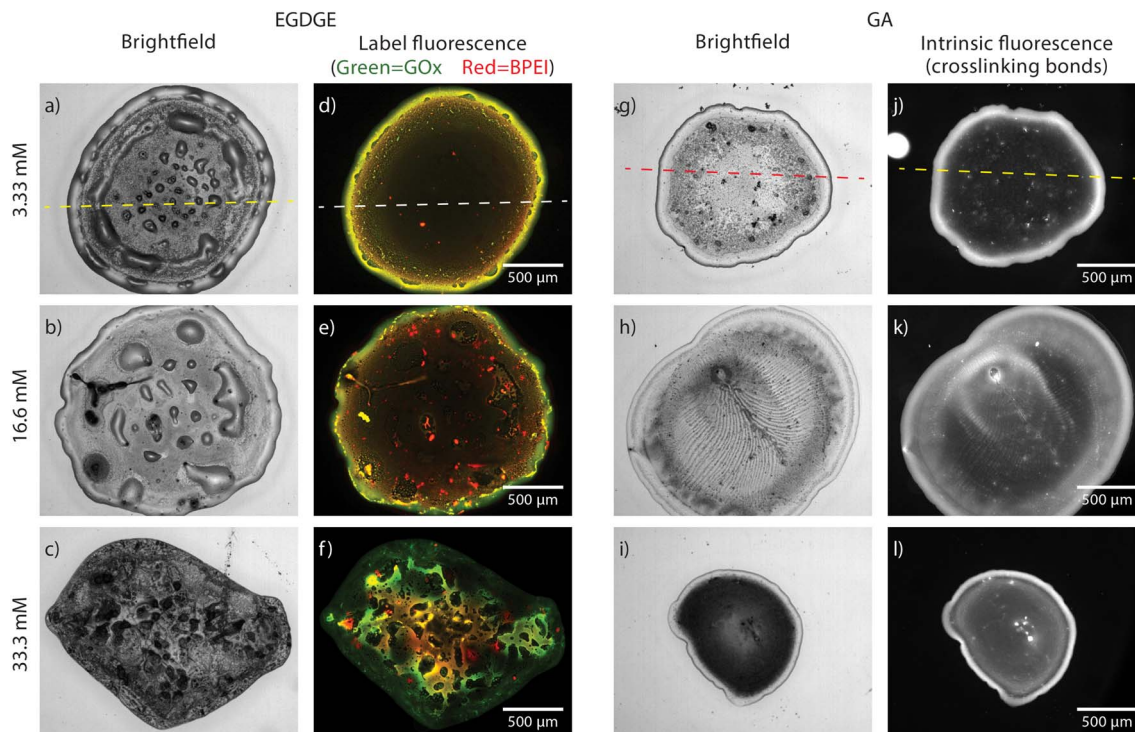 EGDGE
GA
Brightfield
Label fluorescence
(Green=GOx Red=BPEI)
Brightfield
Intrinsic fluorescence
(crosslinking bonds)
3.33 mM
a)
d)
500 µm
g)
j)
500 µm
16.6 mM
b)
e)
500 µm
h)
k)
500 µm
33.3 mM
c)
f)
500 µm
i)
l)
500 µm